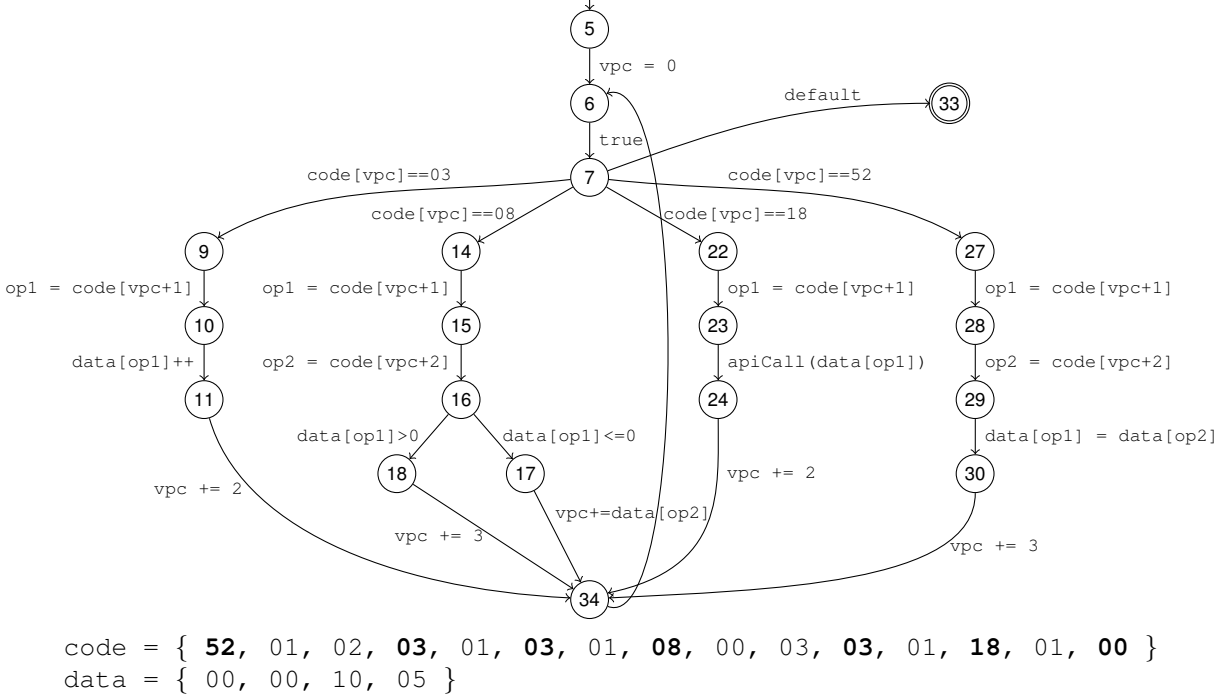 5
vpc = 0
6
default
33
true
7
code[vpc]==03
code[vpc]==52
code[vpc]==08
code[vpc]==18
9
14
22
27
op1 = code[vpc+1]
op1 = code[vpc+1]
op1 = code[vpc+1]
op1 = code[vpc+1]
10
15
23
28
data[op1]++
op2 = code[vpc+2]
apiCall(data[op1])
op2 = code[vpc+2]
11
16
24
29
data[op1]>0
data[op1]<=0
data[op1] = data[op2]
18
17
vpc += 2
30
vpc += 2
vpc+=data[op2]
vpc += 3
vpc += 3
34
code = { 52, 01, 02, 03, 01, 03, 01, 08, 00, 03, 03, 01, 18, 01, 00 }
data = { 00, 00, 10, 05 }